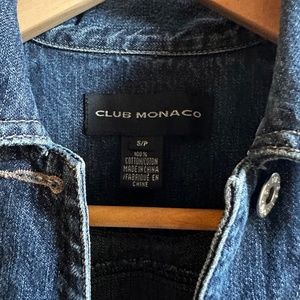 CLUB MONACO
S/P
100%
COTTON/COTON
MADE IN CHINA
/FABRIQUÉ EN
CHINE